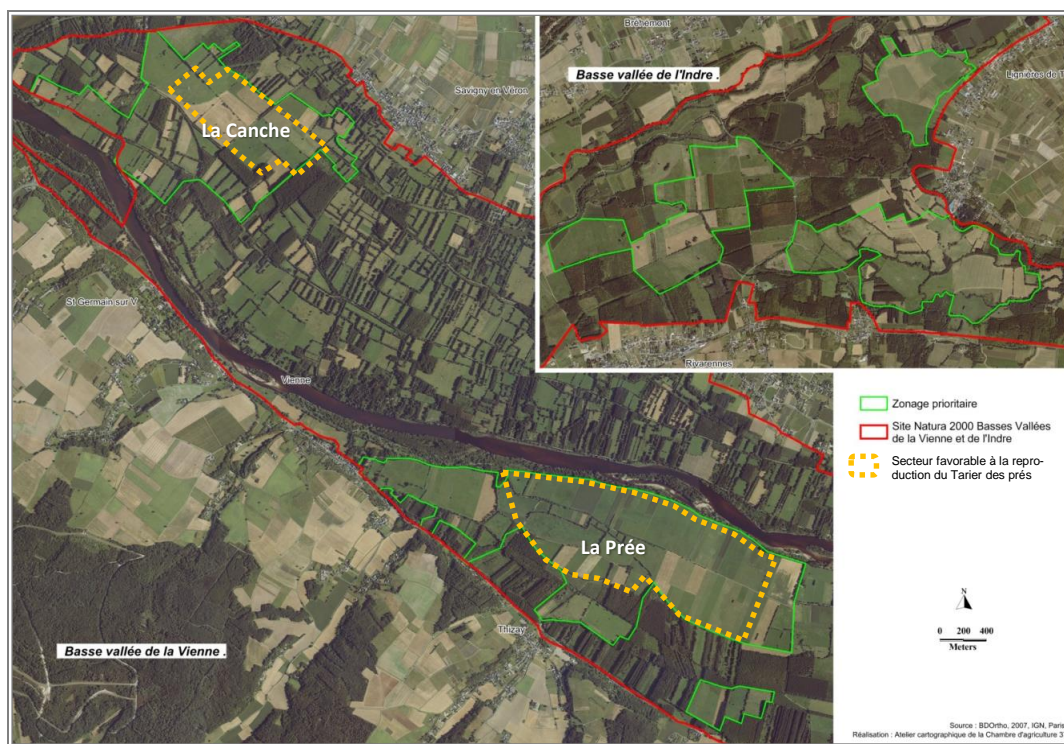 Bréhémont
Basse vallée de l'Indre .
Lignières de T
Savigny en Véron
La Canche
St Germain sur V
Rivarennes
Vienne
Zonage prioritaire
Site Natura 2000 Basses Vallées
de la Vienne et de l'Indre
Secteur favorable à la repro-
duction du Tarier des prés
La Prée
N
0 200 400
Meters
Thizay
Basse vallée de la Vienne .
Source : BDOrtho, 2007, IGN, Paris
Réalisation : Atelier cartographique de la Chambre d'agriculture